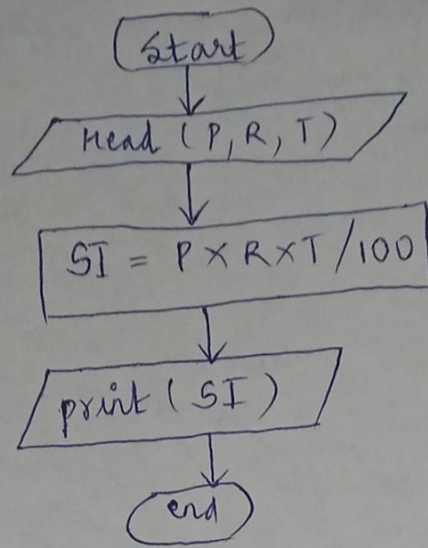 Start
Read (P, R, T)
SI = P × R × T / 100
print (SI)
end